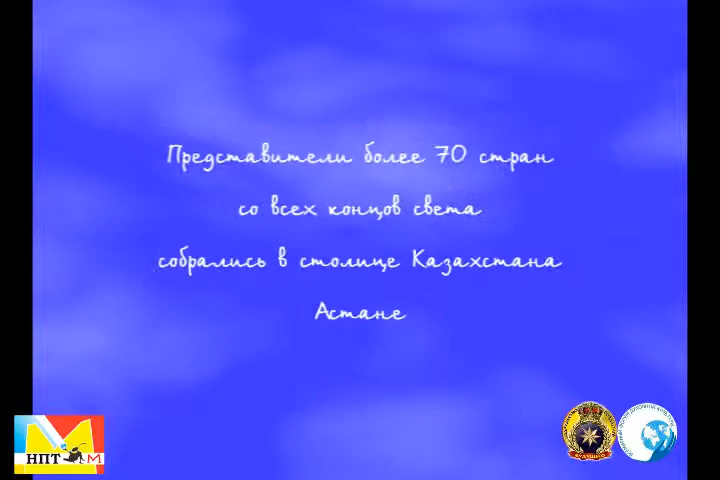 Представители более 70 стран
со всех концов света
собрались в столице Казахстана
Астане
М
НПТ М